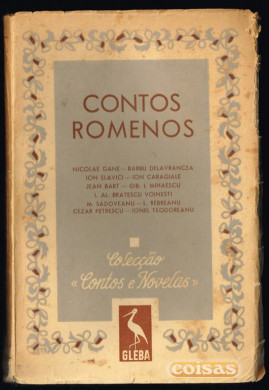 CONTOS
ROMENOS
NICOLAE GANE - BARBU DELAVRANCEA
ION SLAVICI - ION CARAGIALE
JEAN BART - GIB. I. MIHAESCU
I. AL. BRATESCU VOINESTI
M. SADOVEANU - L. REBREANU
CEZAR PETRESCU - IONEL TEODOREANU
Colecção
«Contos e Novelas»
GLEBA
coisas